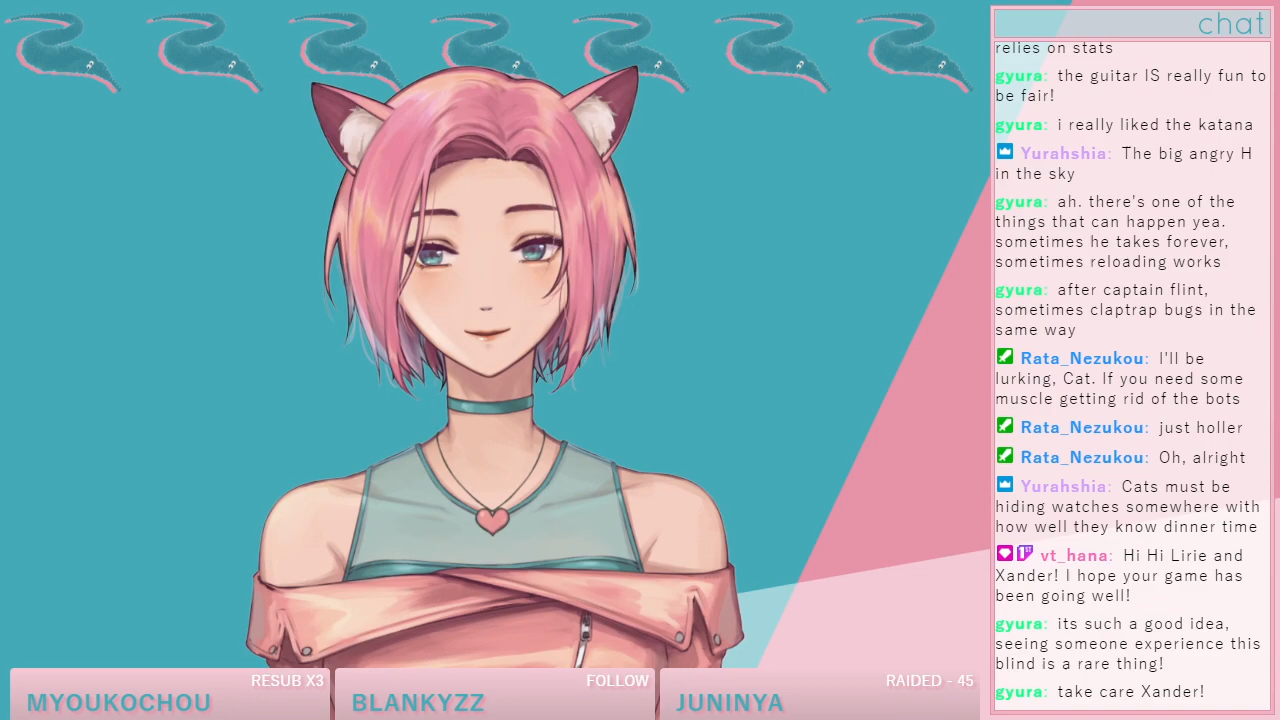 chat
relies on stats
gyura: the guitar IS really fun to
be fair!
gyura: i really liked the katana
Yurahshia: The big angry H
in the sky
gyura: ah. there's one of the
things that can happen yea.
sometimes he takes forever,
sometimes reloading works
gyura: after captain flint,
sometimes claptrap bugs in the
same way
Rata_Nezukou: I'll be
lurking, Cat. If you need some
muscle getting rid of the bots
Rata_Nezukou: just holler
Rata_Nezukou: Oh, alright
Yurahshia: Cats must be
hiding watches somewhere with
how well they know dinner time
1ST vt_hana: Hi Hi Lirie and
Xander! I hope your game has
been going well!
gyura: its such a good idea,
seeing someone experience this
blind is a rare thing!
gyura: take care Xander!
RESUB X3
MYOUKOCHOU
FOLLOW
BLANKYZZ
RAIDED - 45
JUNINYA